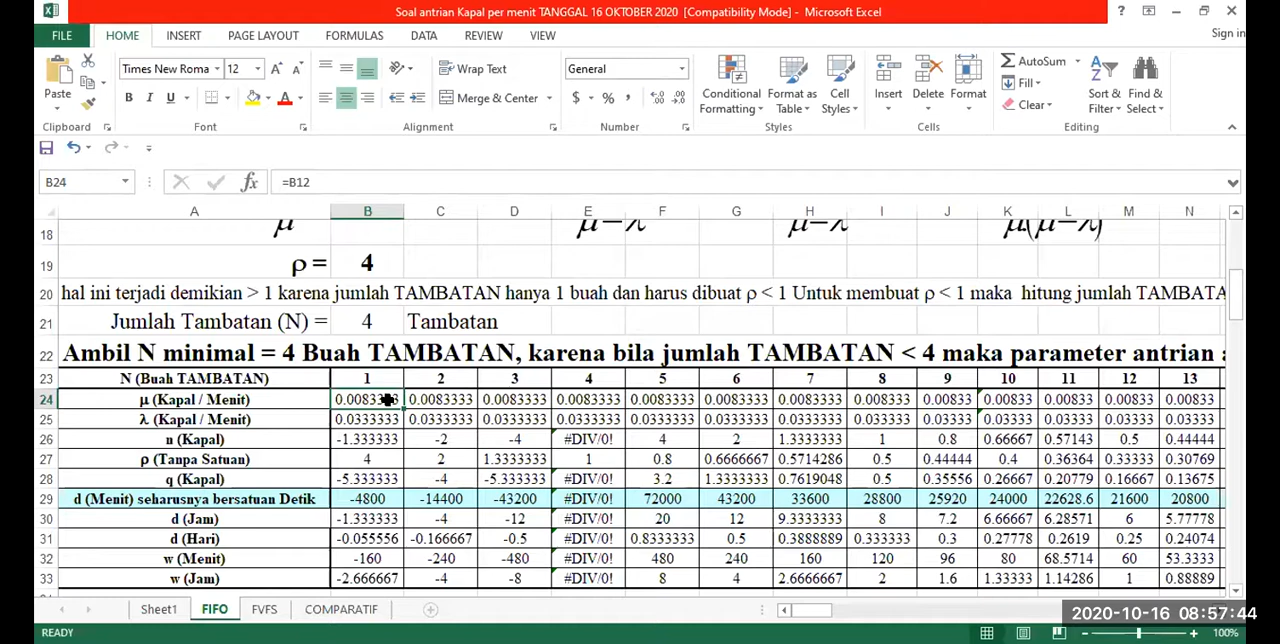 Soal antrian Kapal per menit TANGGAL 16 OKTOBER 2020 [Compatibility Mode] - Microsoft Excel
FILE HOME INSERT PAGE LAYOUT FORMULAS DATA REVIEW VIEW Sign in
Times New Roma 12 Wrap Text General AutoSum
Paste Merge & Center Conditional Formatting Format as Table Cell Styles Insert Delete Format Fill Clear Sort & Filter Find & Select
Clipboard Font Alignment Number Styles Cells Editing
B24 =B12
A B C D E F G H I J K L M N
18 μ μ − λ μ − λ μ(μ − λ)
19 ρ = 4
20 hal ini terjadi demikian > 1 karena jumlah TAMBATAN hanya 1 buah dan harus dibuat ρ < 1 Untuk membuat ρ < 1 maka hitung jumlah TAMBATA
21 Jumlah Tambatan (N) = 4 Tambatan
22 Ambil N minimal = 4 Buah TAMBATAN, karena bila jumlah TAMBATAN < 4 maka parameter antrian
23 N (Buah TAMBATAN) 1 2 3 4 5 6 7 8 9 10 11 12 13
24 μ (Kapal / Menit) 0.0083333 0.0083333 0.0083333 0.0083333 0.0083333 0.0083333 0.0083333 0.00833 0.00833 0.00833 0.00833 0.00833 0.00833
25 λ (Kapal / Menit) 0.0333333 0.0333333 0.0333333 0.0333333 0.0333333 0.0333333 0.0333333 0.03333 0.03333 0.03333 0.03333 0.03333 0.03333
26 n (Kapal) -1.333333 -2 -4 #DIV/0! 4 2 1.3333333 1 0.8 0.66667 0.57143 0.5 0.44444
27 ρ (Tanpa Satuan) 4 2 1.3333333 1 0.8 0.6666667 0.5714286 0.5 0.44444 0.4 0.36364 0.33333 0.30769
28 q (Kapal) -5.333333 -4 -5.333333 #DIV/0! 3.2 1.3333333 0.7619048 0.5 0.35556 0.26667 0.20779 0.16667 0.13675
29 d (Menit) seharusnya bersatuan Detik -4800 -14400 -43200 #DIV/0! 72000 43200 33600 28800 25920 24000 22628.6 21600 20800
30 d (Jam) -1.333333 -4 -12 #DIV/0! 20 12 9.3333333 8 7.2 6.66667 6.28571 6 5.77778
31 d (Hari) -0.055556 -0.166667 -0.5 #DIV/0! 0.8333333 0.5 0.3888889 0.333333 0.3 0.27778 0.2619 0.25 0.24074
32 w (Menit) -160 -240 -480 #DIV/0! 480 240 160 120 96 80 68.5714 60 53.3333
33 w (Jam) -2.666667 -4 -8 #DIV/0! 8 4 2.6666667 2 1.6 1.33333 1.14286 1 0.88889
Sheet1 FIFO FVFS COMPARATIF
2020-10-16 08:57:44
READY 100%